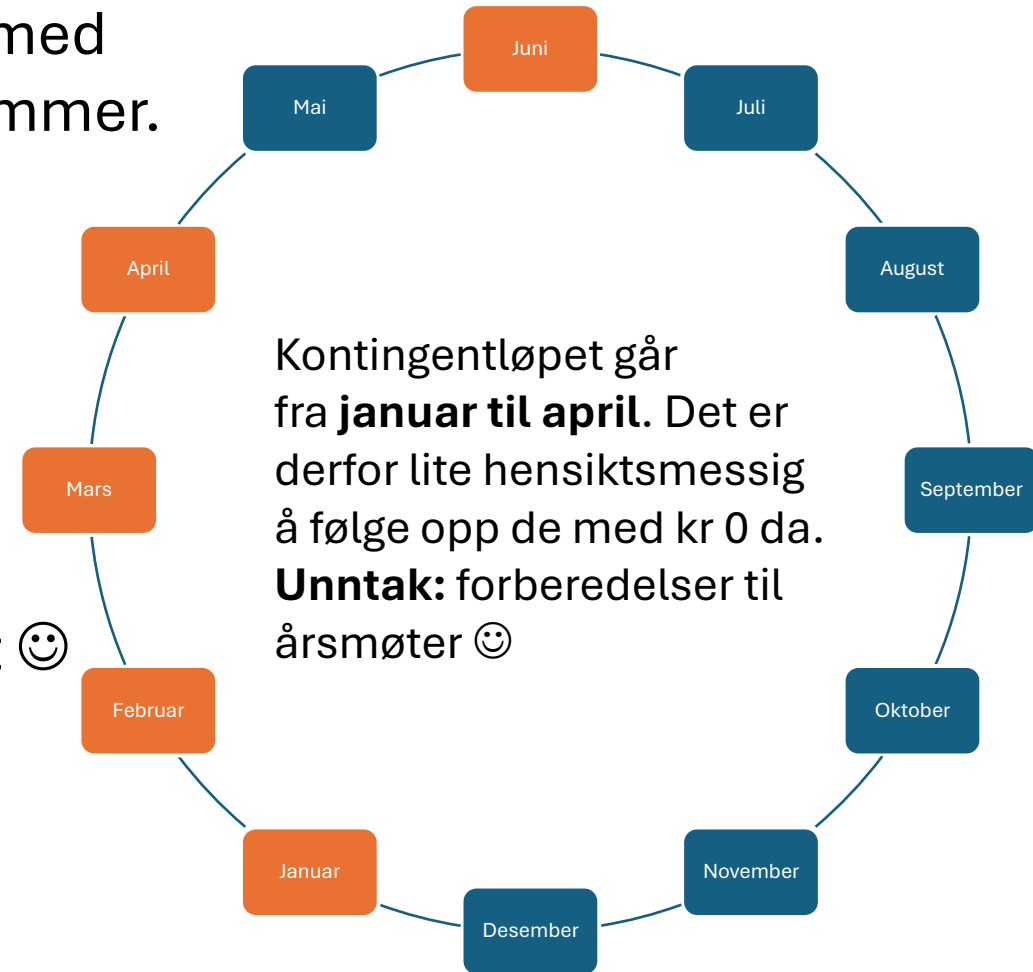 med
mmer.
t ☺
Juni
Juli
August
September
Oktober
November
Desember
Januar
Februar
Mars
April
Mai
Kontingentløpet går
fra januar til april. Det er
derfor lite hensiktsmessig
å følge opp de med kr 0 da.
Unntak: forberedelser til
årsmøter ☺